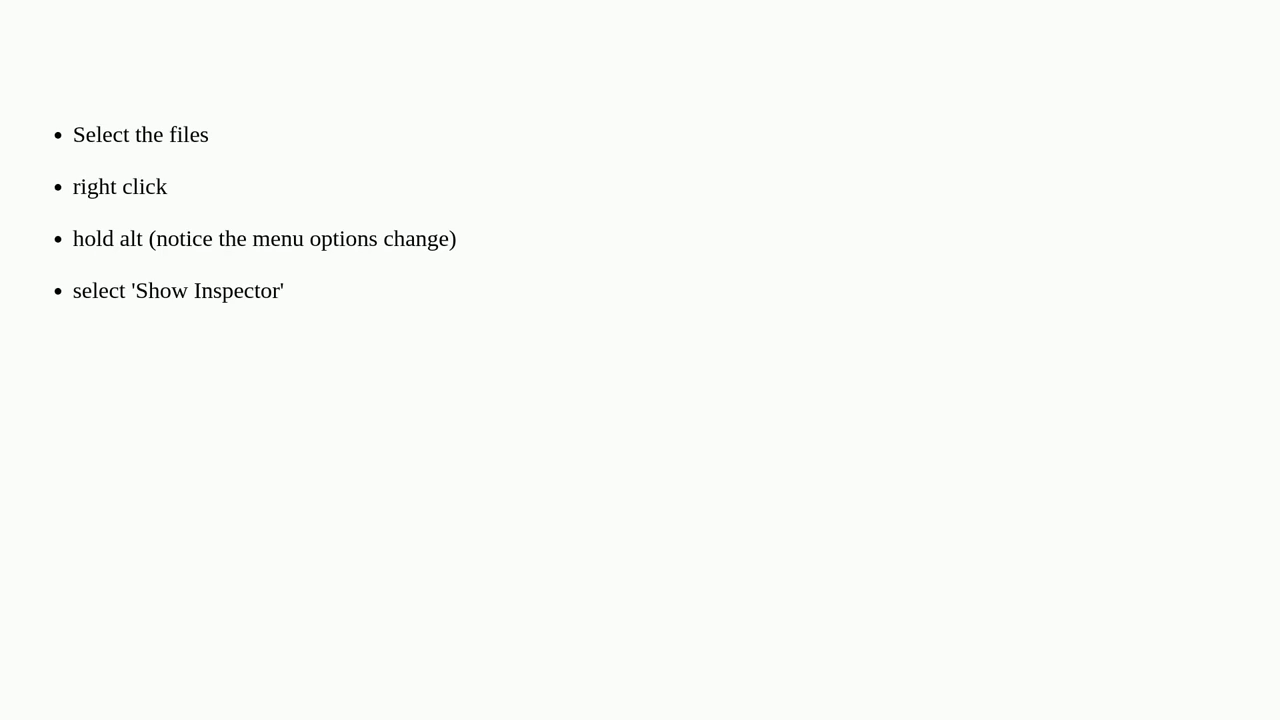 • Select the files
• right click
• hold alt (notice the menu options change)
• select 'Show Inspector'